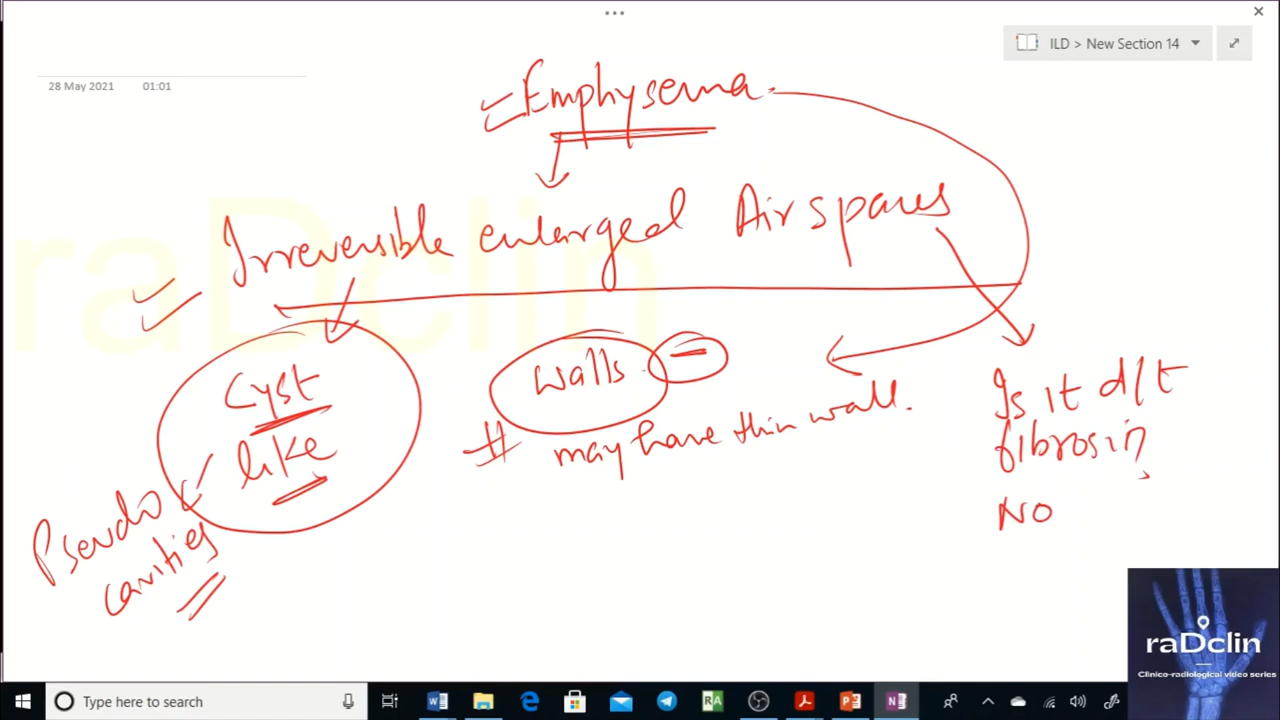 ILD > New Section 14
28 May 2021 01:01
Emphysema
Irreversible enlarged Airspaces
raDclin
Cyst
like
walls -
# may have thin wall.
Is it d/t
fibrosis?
NO
Pseudo
cavities
raDclin
Clinico-radiological video series
Type here to search